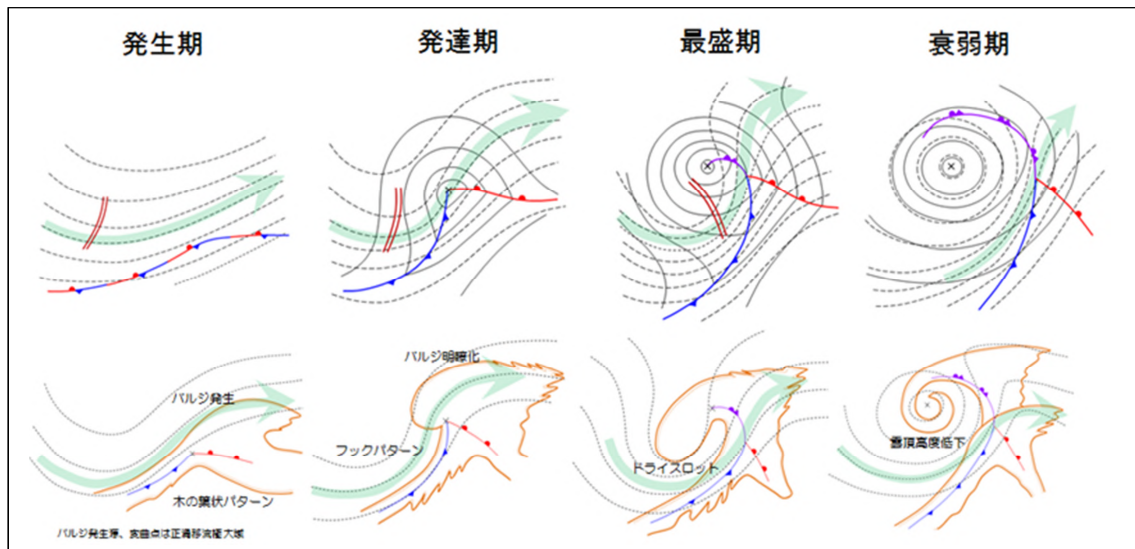 発生期
発達期
最盛期
衰弱期
バルジ発生
木の葉状パターン
バルジ発生期、変曲点は正渦移流極大域
バルジ明瞭化
フックパターン
ドライスロット
雲頂高度低下